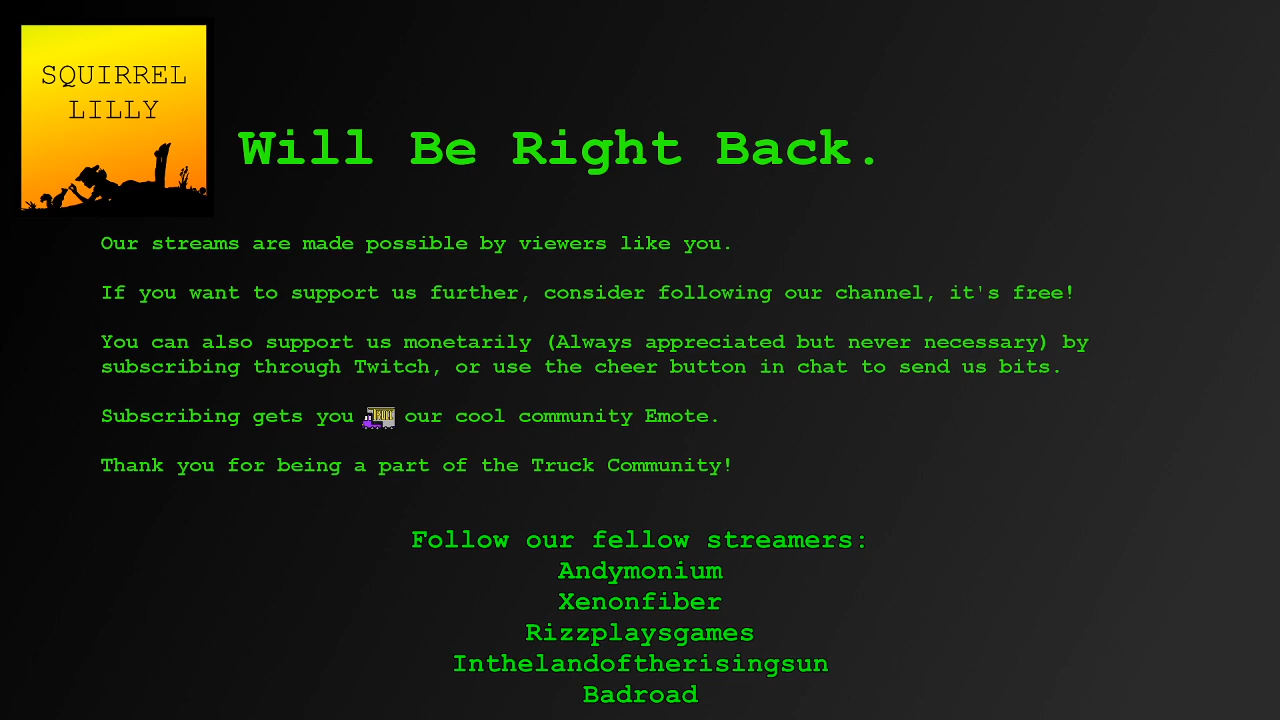 SQUIRREL
LILLY
Will Be Right Back.
Our streams are made possible by viewers like you.
If you want to support us further, consider following our channel, it's free!
You can also support us monetarily (Always appreciated but never necessary) by
subscribing through Twitch, or use the cheer button in chat to send us bits.
Subscribing gets you our cool community Emote.
Thank you for being a part of the Truck Community!
Follow our fellow streamers:
Andymonium
Xenonfiber
Rizzplaysgames
Inthelandoftherisingsun
Badroad